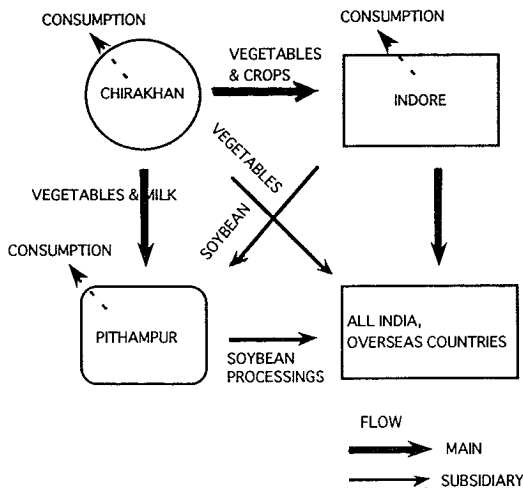 CONSUMPTION
CONSUMPTION
VEGETABLES
& CROPS
CHIRAKHAN
INDORE
VEGETABLES
VEGETABLES & MILK
SOYBEAN
CONSUMPTION
PITHAMPUR
ALL INDIA,
OVERSEAS COUNTRIES
SOYBEAN
PROCESSINGS
FLOW
MAIN
SUBSIDIARY